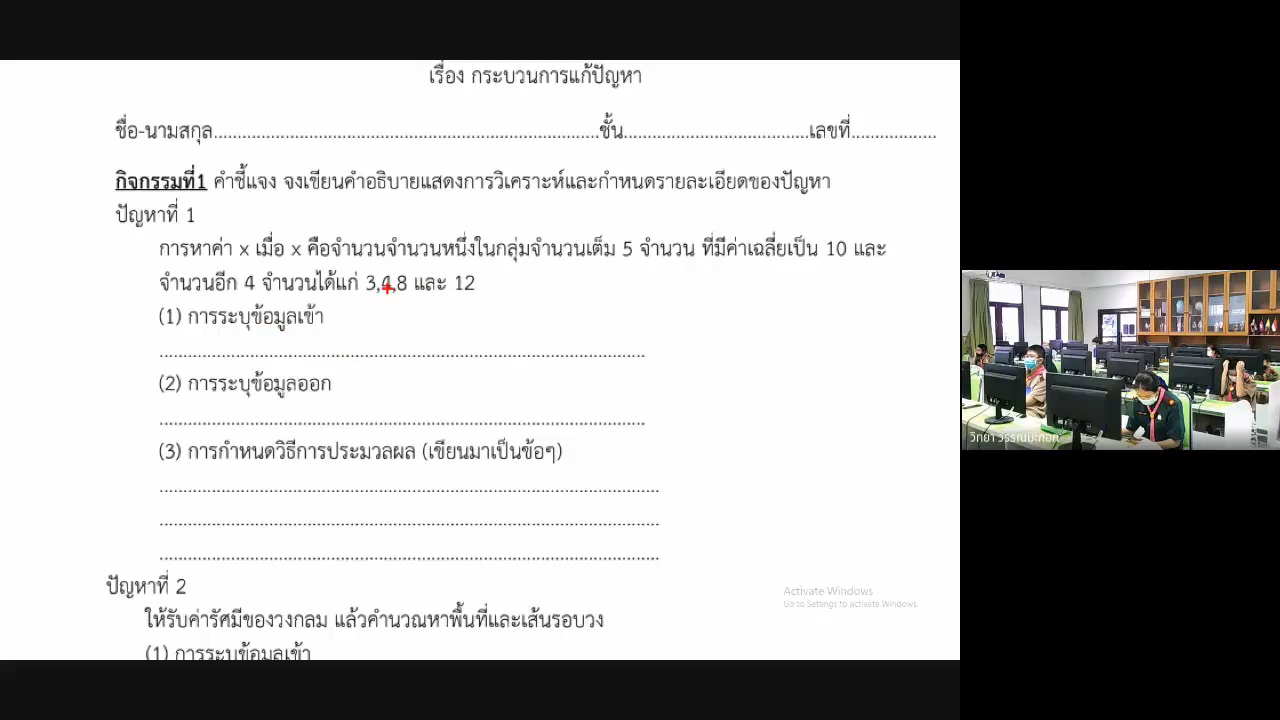 เรื่อง กระบวนการแก้ปัญหา
ชื่อ-นามสกุล................................................................................ชั้น.......................................เลขที่..................
กิจกรรมที่1 คำชี้แจง จงเขียนคำอธิบายแสดงการวิเคราะห์และกำหนดรายละเอียดของปัญหา
ปัญหาที่ 1
การหาค่า x เมื่อ x คือจำนวนจำนวนหนึ่งในกลุ่มจำนวนเต็ม 5 จำนวน ที่มีค่าเฉลี่ยเป็น 10 และ
จำนวนอีก 4 จำนวนได้แก่ 3,4,8 และ 12
(1) การระบุข้อมูลเข้า
.....................................................................................................
(2) การระบุข้อมูลออก
.....................................................................................................
(3) การกำหนดวิธีการประมวลผล (เขียนมาเป็นข้อๆ)
........................................................................................................
........................................................................................................
........................................................................................................
ปัญหาที่ 2
ให้รับค่ารัศมีของวงกลม แล้วคำนวณหาพื้นที่และเส้นรอบวง
(1) การระบุข้อมูลเข้า
Activate Windows
Go to Settings to activate Windows.
วิทยา วรรณมะกอก